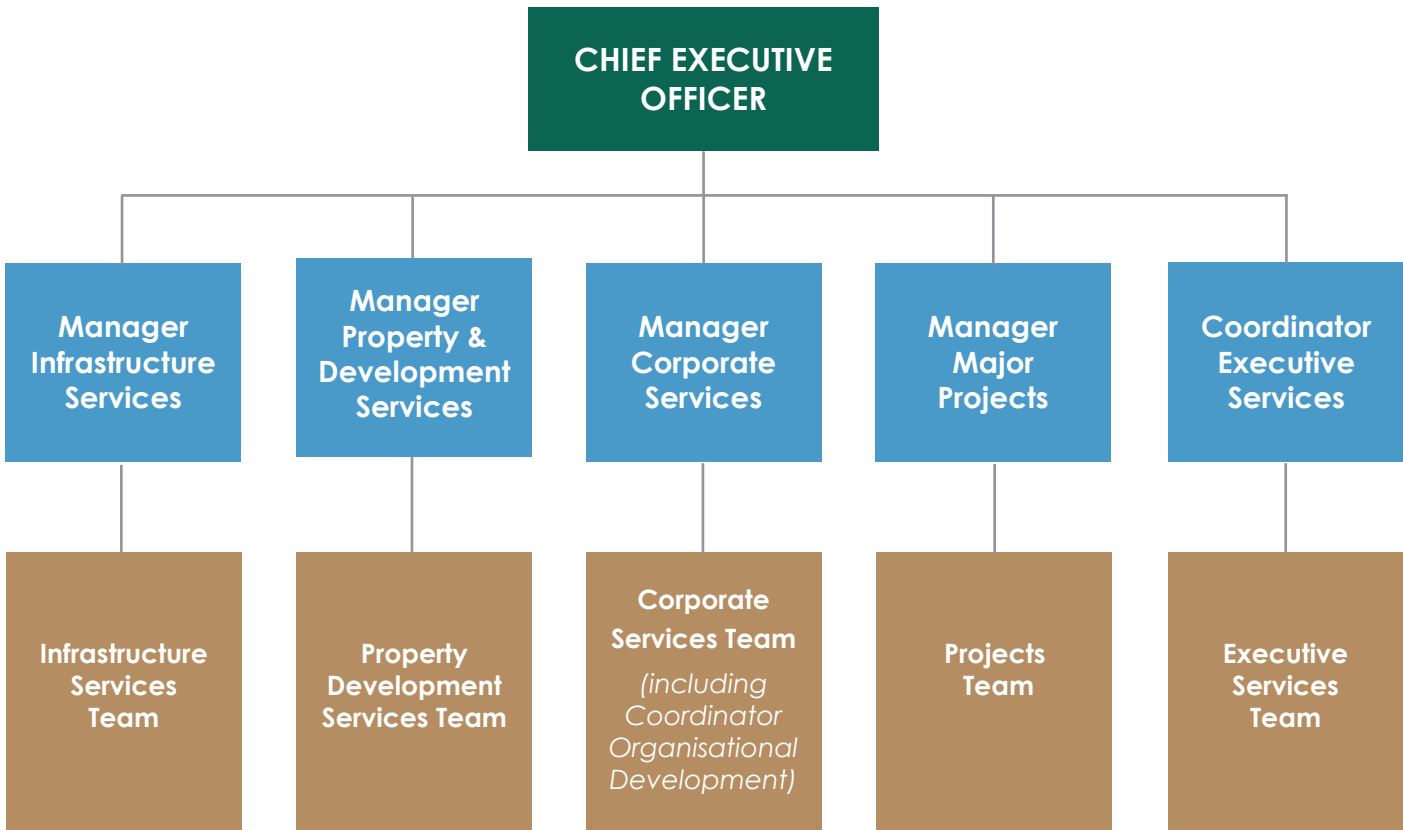 CHIEF EXECUTIVE
OFFICER
Manager
Infrastructure
Services
Manager
Property &
Development
Services
Manager
Corporate
Services
Manager
Major
Projects
Coordinator
Executive
Services
Infrastructure
Services
Team
Property
Development
Services Team
Corporate
Services Team
(including
Coordinator
Organisational
Development)
Projects
Team
Executive
Services
Team